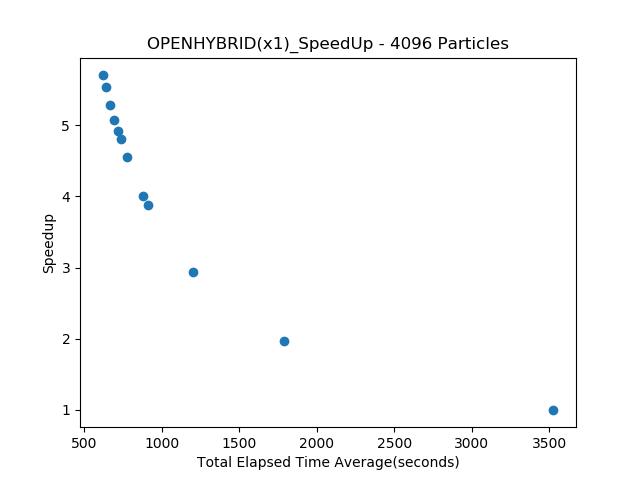 OPENHYBRID(x1)_SpeedUp - 4096 Particles
5
4
3
2
1
Speedup
500 1000 1500 2000 2500 3000 3500
Total Elapsed Time Average(seconds)